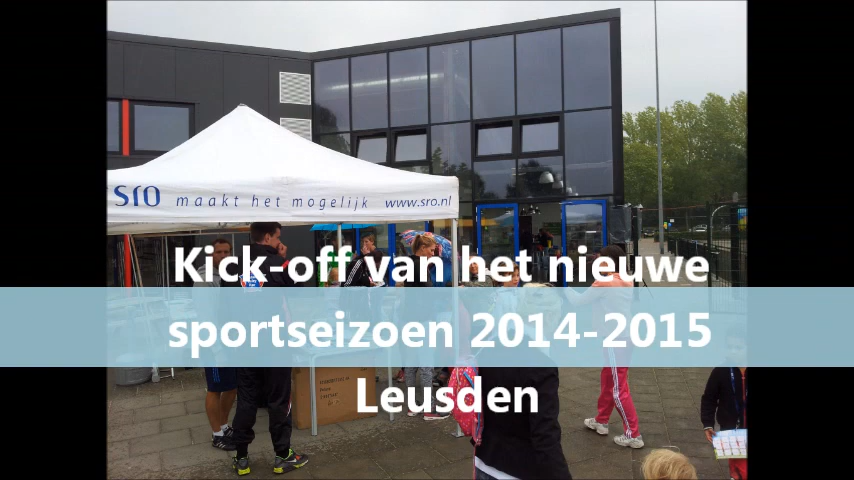 sro maakt het mogelijk www.sro.nl
Kick-off van het nieuwe
sportseizoen 2014-2015
Leusden